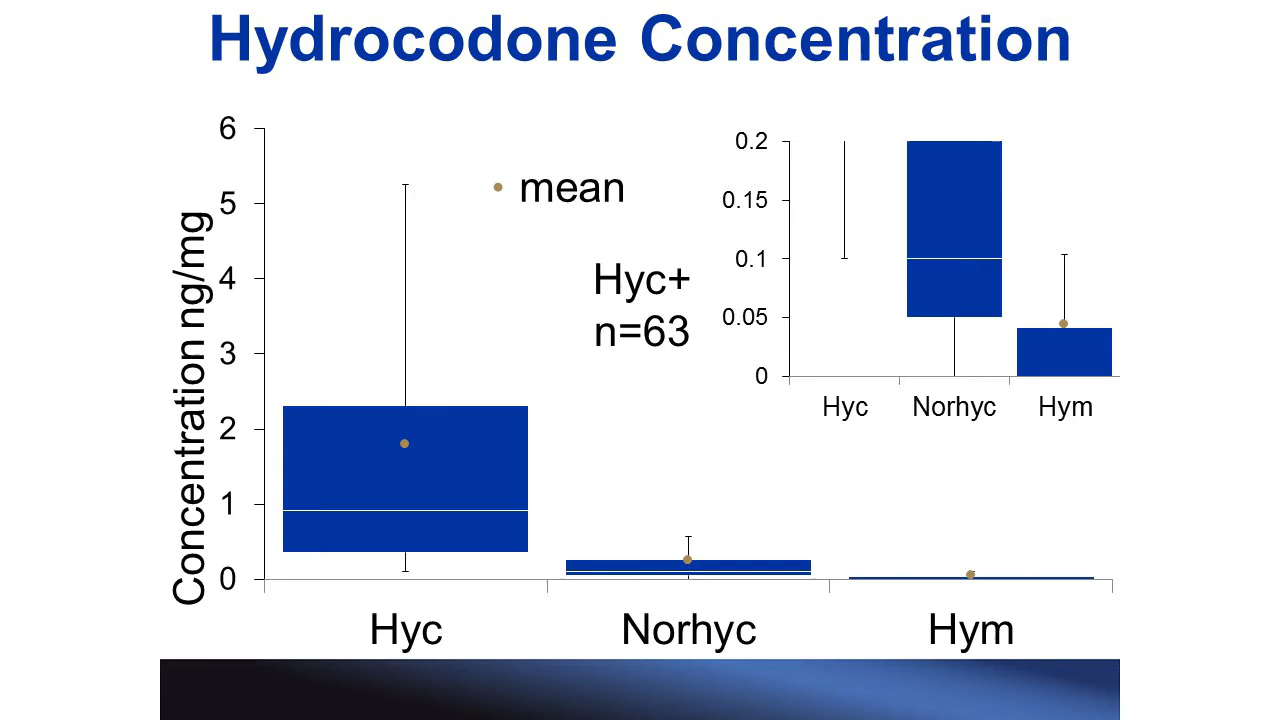 Hydrocodone Concentration
Concentration ng/mg
6
5
4
3
2
1
0
mean
Hyc+
n=63
Hyc
Norhyc
Hym
0.2
0.15
0.1
0.05
0
Hyc
Norhyc
Hym